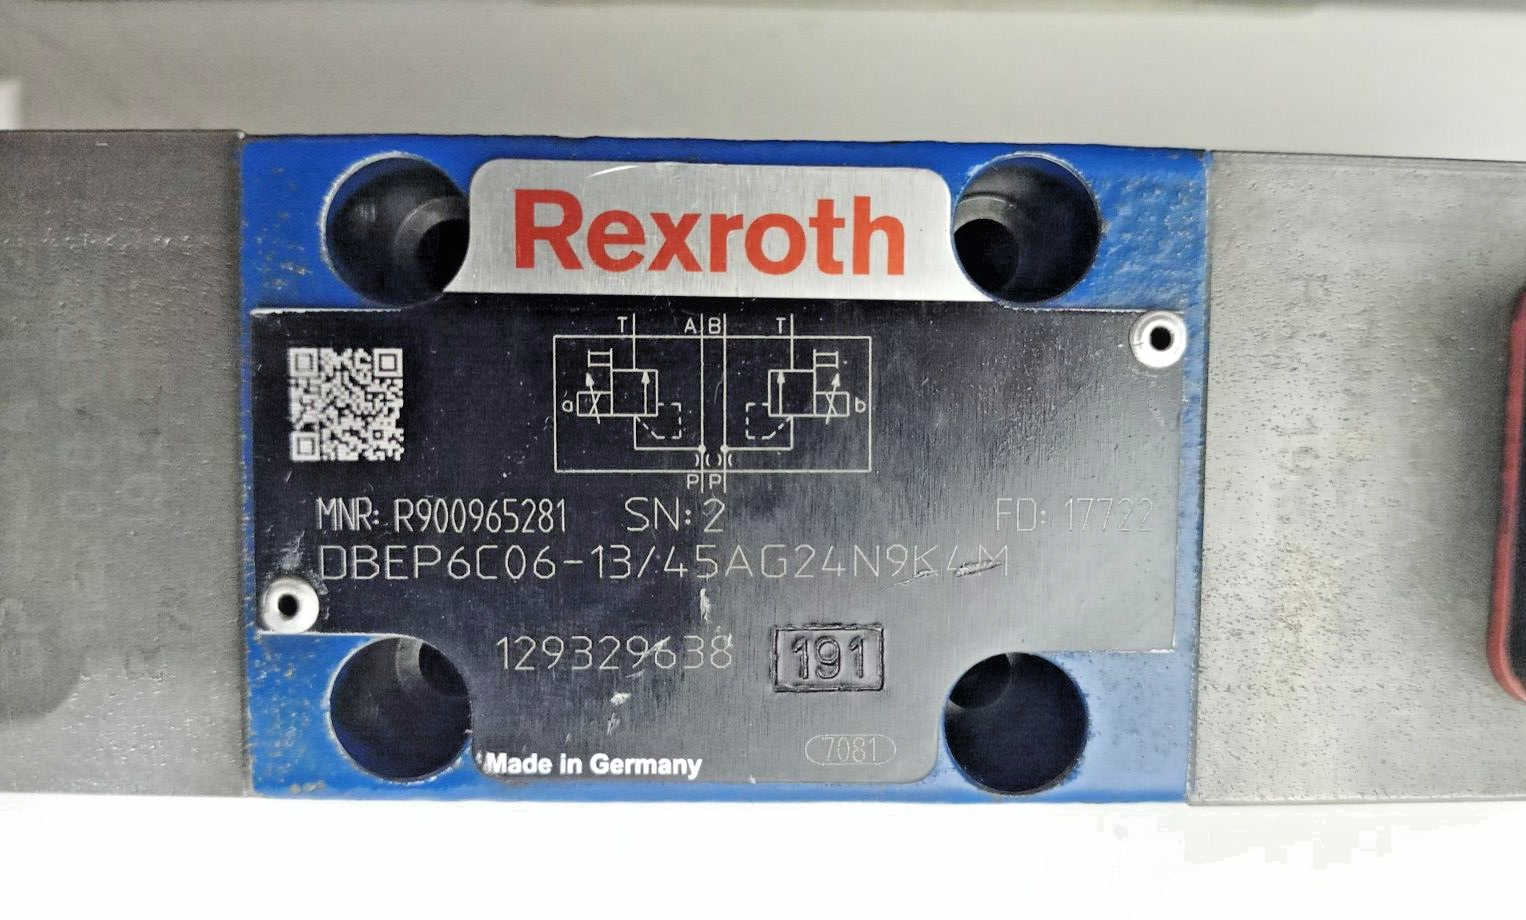 Rexroth
T A B T
a b
P P
MNR: R900965281 SN: 2 FD: 17722
DBEP6C06-13/45AG24N9K4M
129329638 191
Made in Germany 7081